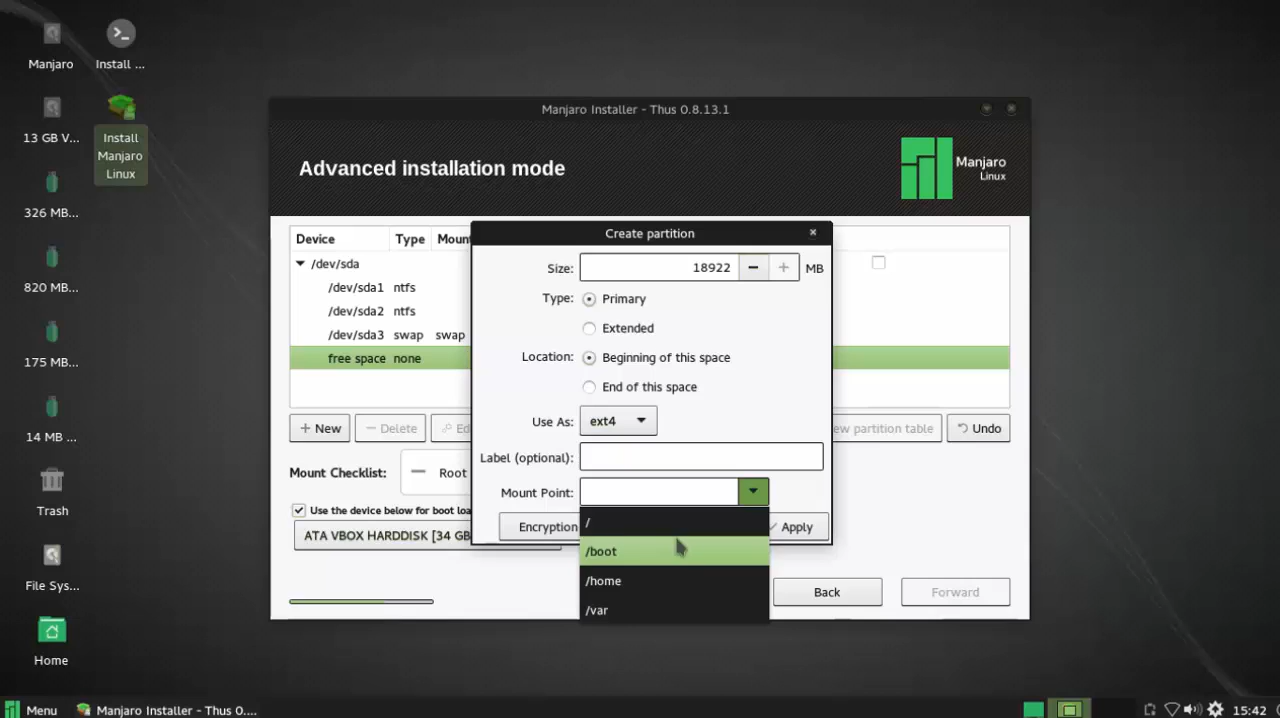 Manjaro
Install ...
13 GB V...
Install
Manjaro
Linux
326 MB...
820 MB...
175 MB...
14 MB ...
Trash
File Sys...
Home
Manjaro Installer - Thus 0.8.13.1
Advanced installation mode
Manjaro
Linux
Device Type Moun
/dev/sda
/dev/sda1 ntfs
/dev/sda2 ntfs
/dev/sda3 swap swap
free space none
+ New
− Delete
Ed
ew partition table
Undo
Mount Checklist:
Root
Use the device below for boot loa
ATA VBOX HARDDISK [34 GB
Create partition
Size: 18922 − + MB
Type: Primary
Extended
Location: Beginning of this space
End of this space
Use As: ext4
Label (optional):
Mount Point:
Encryption
Apply
/
/boot
/home
/var
Back
Forward
Menu
Manjaro Installer - Thus 0....
15:42